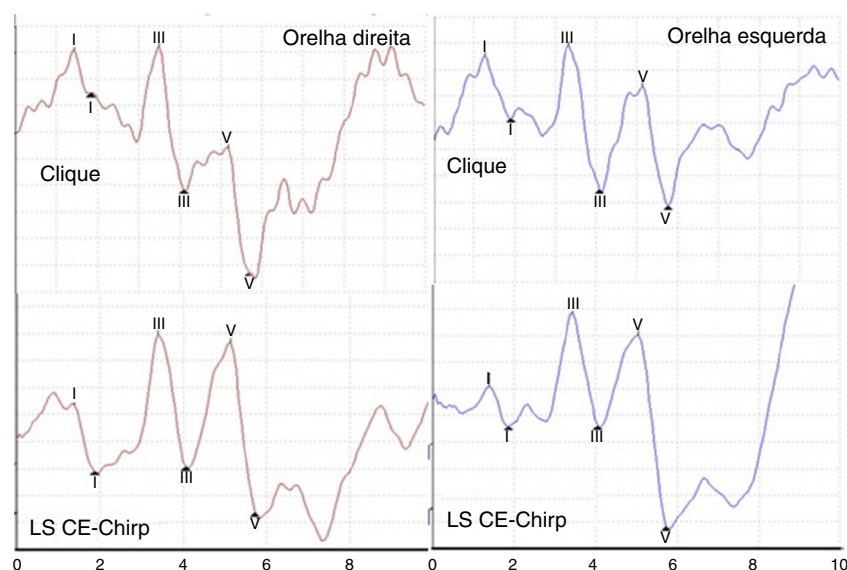 Orelha direita
I III V
I III V
Clique
Orelha esquerda
I III V
I III V
Clique
I III V
I III V
LS CE-Chirp
0 2 4 6 8
I III V
I III V
LS CE-Chirp
0 2 4 6 8 10